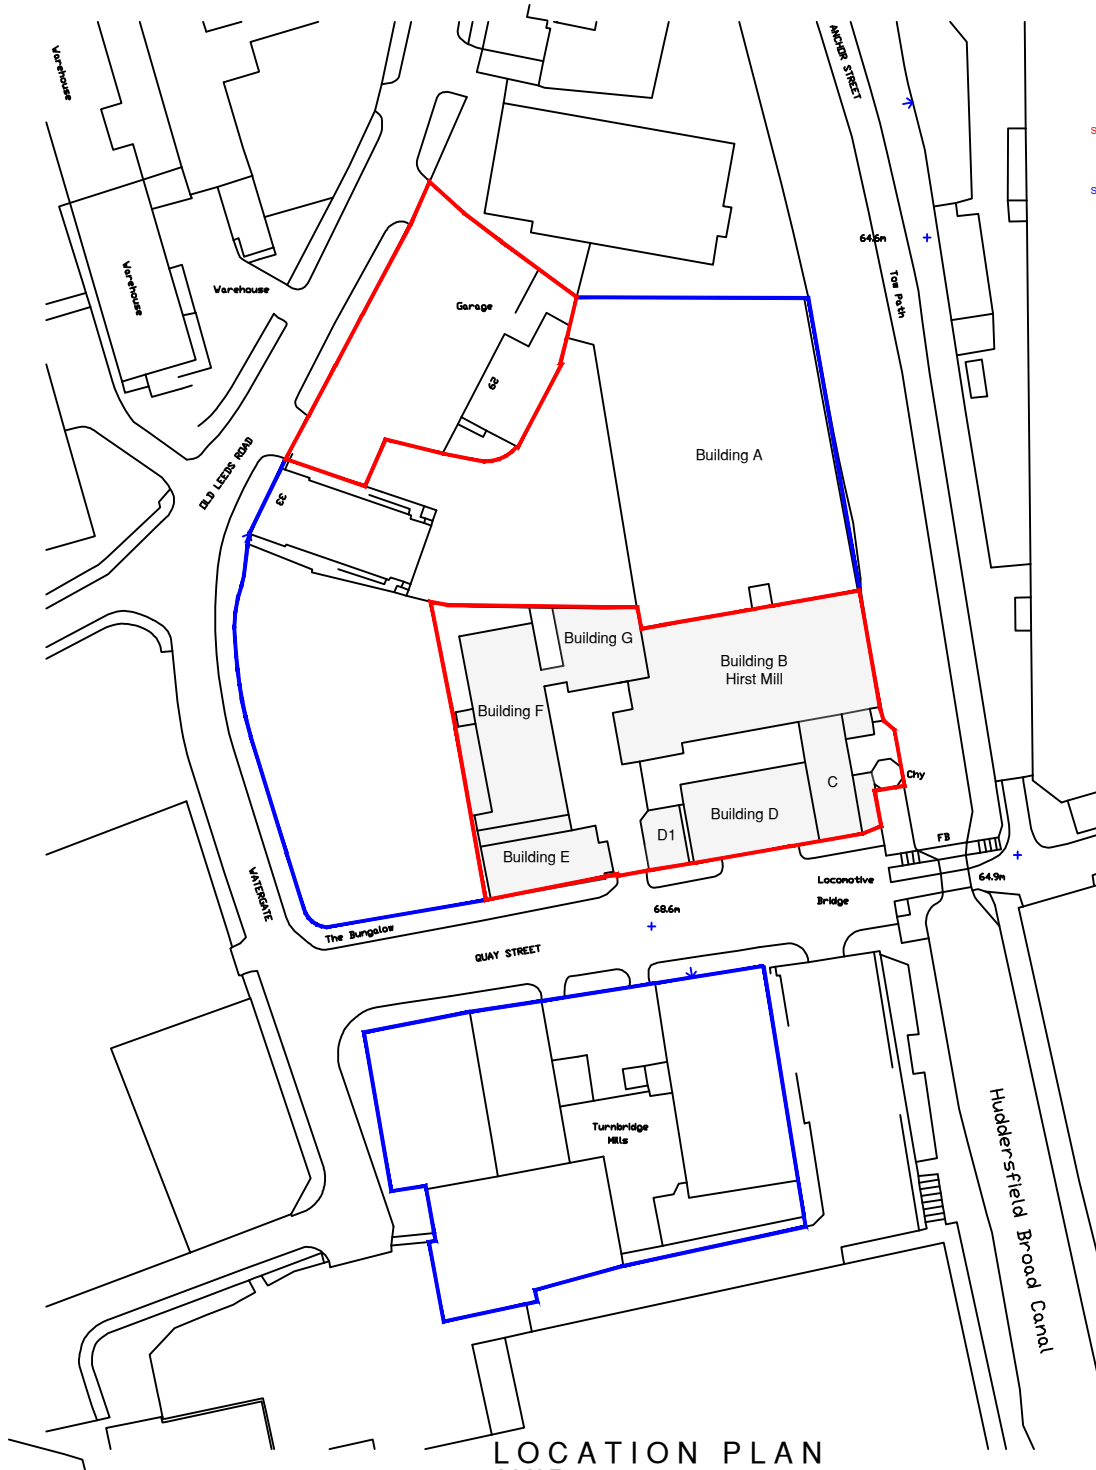 Warehouse
ANCHOR STREET
S
S
64.6m
Tow Path
Warehouse
Warehouse
Garage
29
Building A
OLD LEEDS ROAD
33
Building G
Building B
Hirst Mill
Building F
Chy
C
Building D
D1
FB
Building E
64.9m
Locomotive
Bridge
WATERGATE
68.6m
The Bungalow
QUAY STREET
Turnbridge
Mills
Huddersfield Broad Canal
LOCATION PLAN